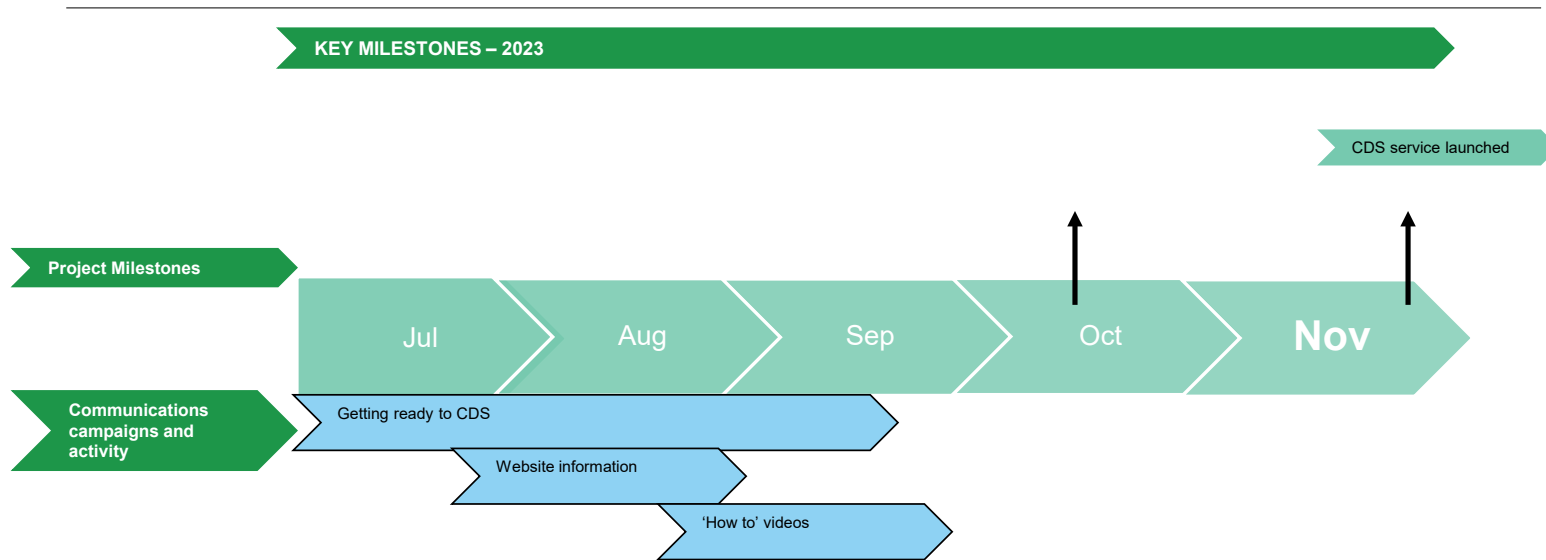 KEY MILESTONES – 2023
CDS service launched
Project Milestones
Jul
Aug
Sep
Oct
Nov
Communications
campaigns and
activity
Getting ready to CDS
Website information
‘How to’ videos